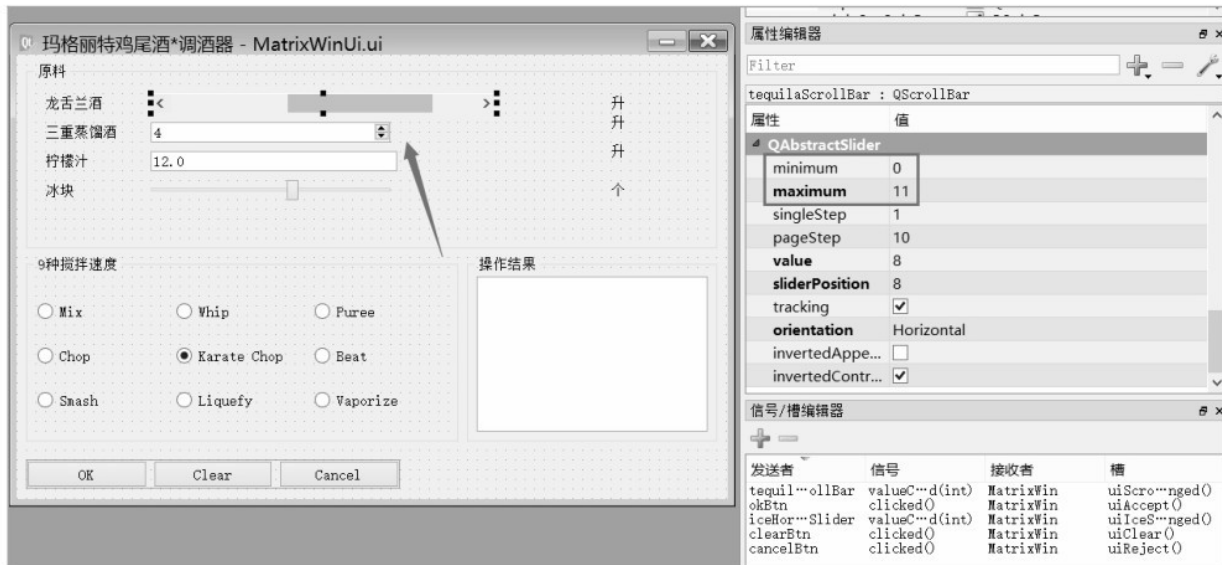 玛格丽特鸡尾酒*调酒器 - MatrixWinUi.ui
原料
龙舌兰酒 升
三重蒸馏酒 4 升
柠檬汁 12.0 升
冰块 个
9种搅拌速度
Mix Whip Puree
Chop Karate Chop Beat
Smash Liquefy Vaporize
操作结果
OK Clear Cancel
属性编辑器
Filter
tequilaScrollBar : QScrollBar
属性 值
QAbstractSlider
minimum 0
maximum 11
singleStep 1
pageStep 10
value 8
sliderPosition 8
tracking
orientation Horizontal
invertedAppe...
invertedContr...
信号/槽编辑器
发送者 信号 接收者 槽
tequil…ollBar valueC…d(int) MatrixWin uiScro…nged()
okBtn clicked() MatrixWin uiAccept()
iceHor…Slider valueC…d(int) MatrixWin uiIceS…nged()
clearBtn clicked() MatrixWin uiClear()
cancelBtn clicked() MatrixWin uiReject()